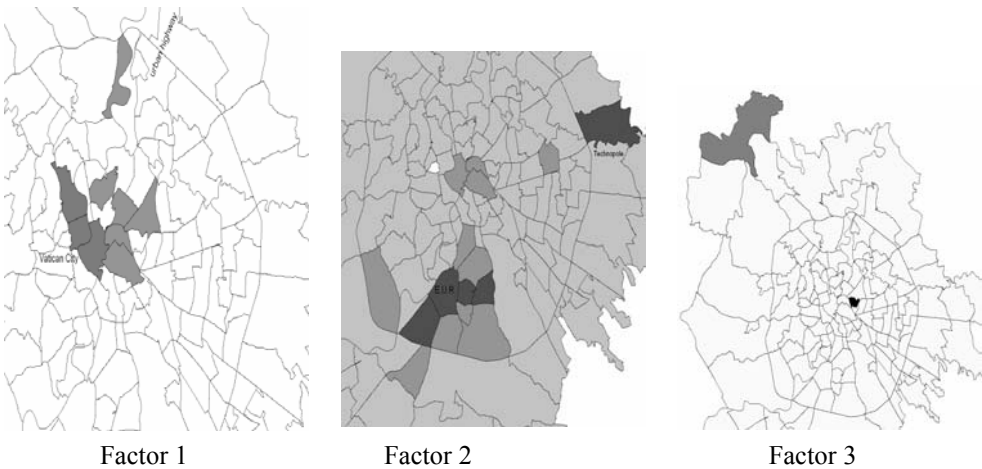 urban highway
Vatican City
Technopole
EUR
Factor 1
Factor 2
Factor 3